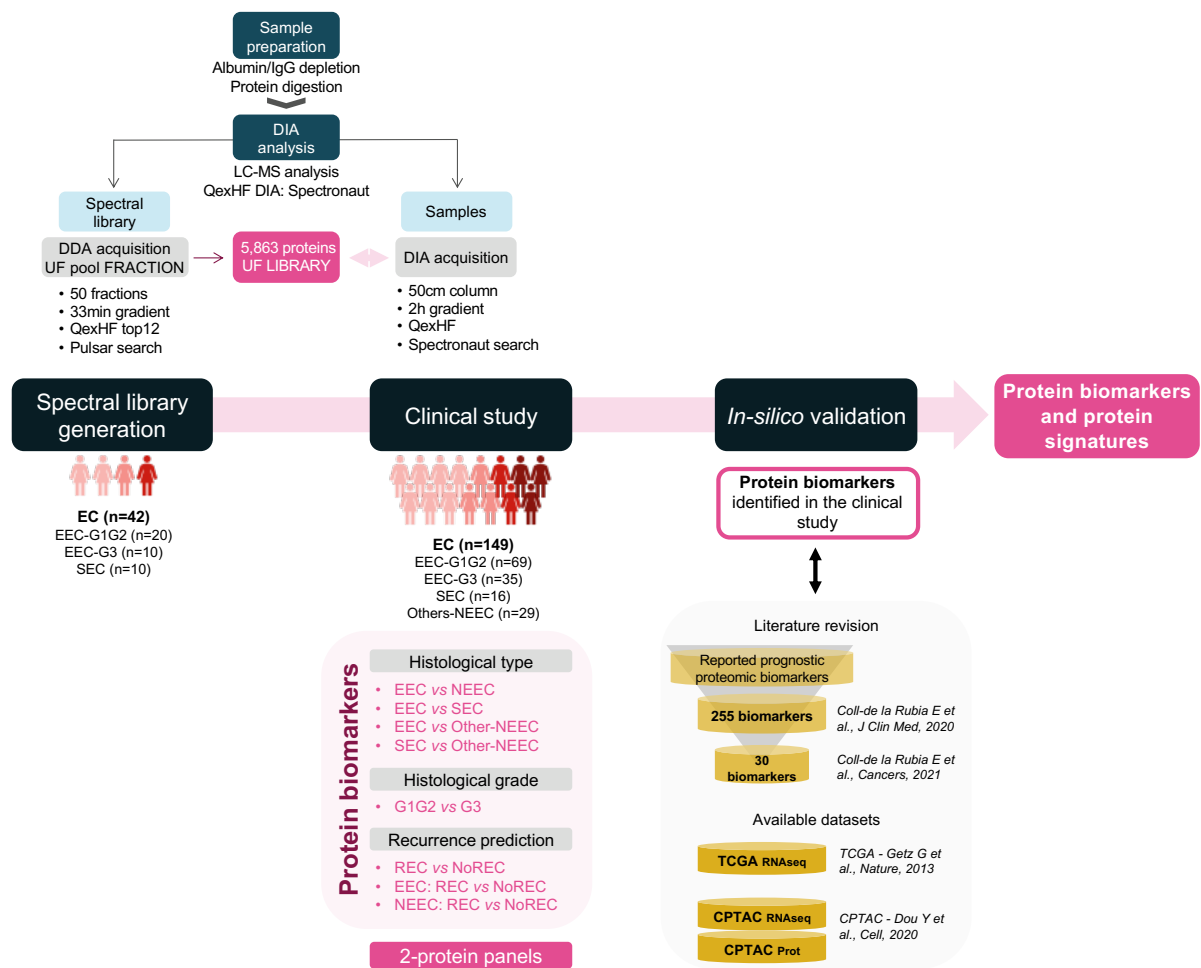 Sample
preparation
Albumin/IgG depletion
Protein digestion
DIA
analysis
LC-MS analysis
QexHF DIA: Spectronaut
Spectral
library
Samples
DDA acquisition
UF pool FRACTION
5,863 proteins
UF LIBRARY
DIA acquisition
• 50 fractions
• 33min gradient
• QexHF top12
• Pulsar search
• 50cm column
• 2h gradient
• QexHF
• Spectronaut search
Spectral library
generation
Clinical study
In-silico validation
Protein biomarkers
and protein
signatures
EC (n=42)
EEC-G1G2 (n=20)
EEC-G3 (n=10)
SEC (n=10)
EC (n=149)
EEC-G1G2 (n=69)
EEC-G3 (n=35)
SEC (n=16)
Others-NEEC (n=29)
Protein biomarkers
Histological type
• EEC vs NEEC
• EEC vs SEC
• EEC vs Other-NEEC
• SEC vs Other-NEEC
Histological grade
• G1G2 vs G3
Recurrence prediction
• REC vs NoREC
• EEC: REC vs NoREC
• NEEC: REC vs NoREC
2-protein panels
Protein biomarkers
identified in the clinical
study
Literature revision
Reported prognostic
proteomic biomarkers
255 biomarkers
Coll-de la Rubia E et
al., J Clin Med, 2020
30
biomarkers
Coll-de la Rubia E et
al., Cancers, 2021
Available datasets
TCGA RNAseq
TCGA - Getz G et
al., Nature, 2013
CPTAC RNAseq
CPTAC Prot
CPTAC - Dou Y et
al., Cell, 2020